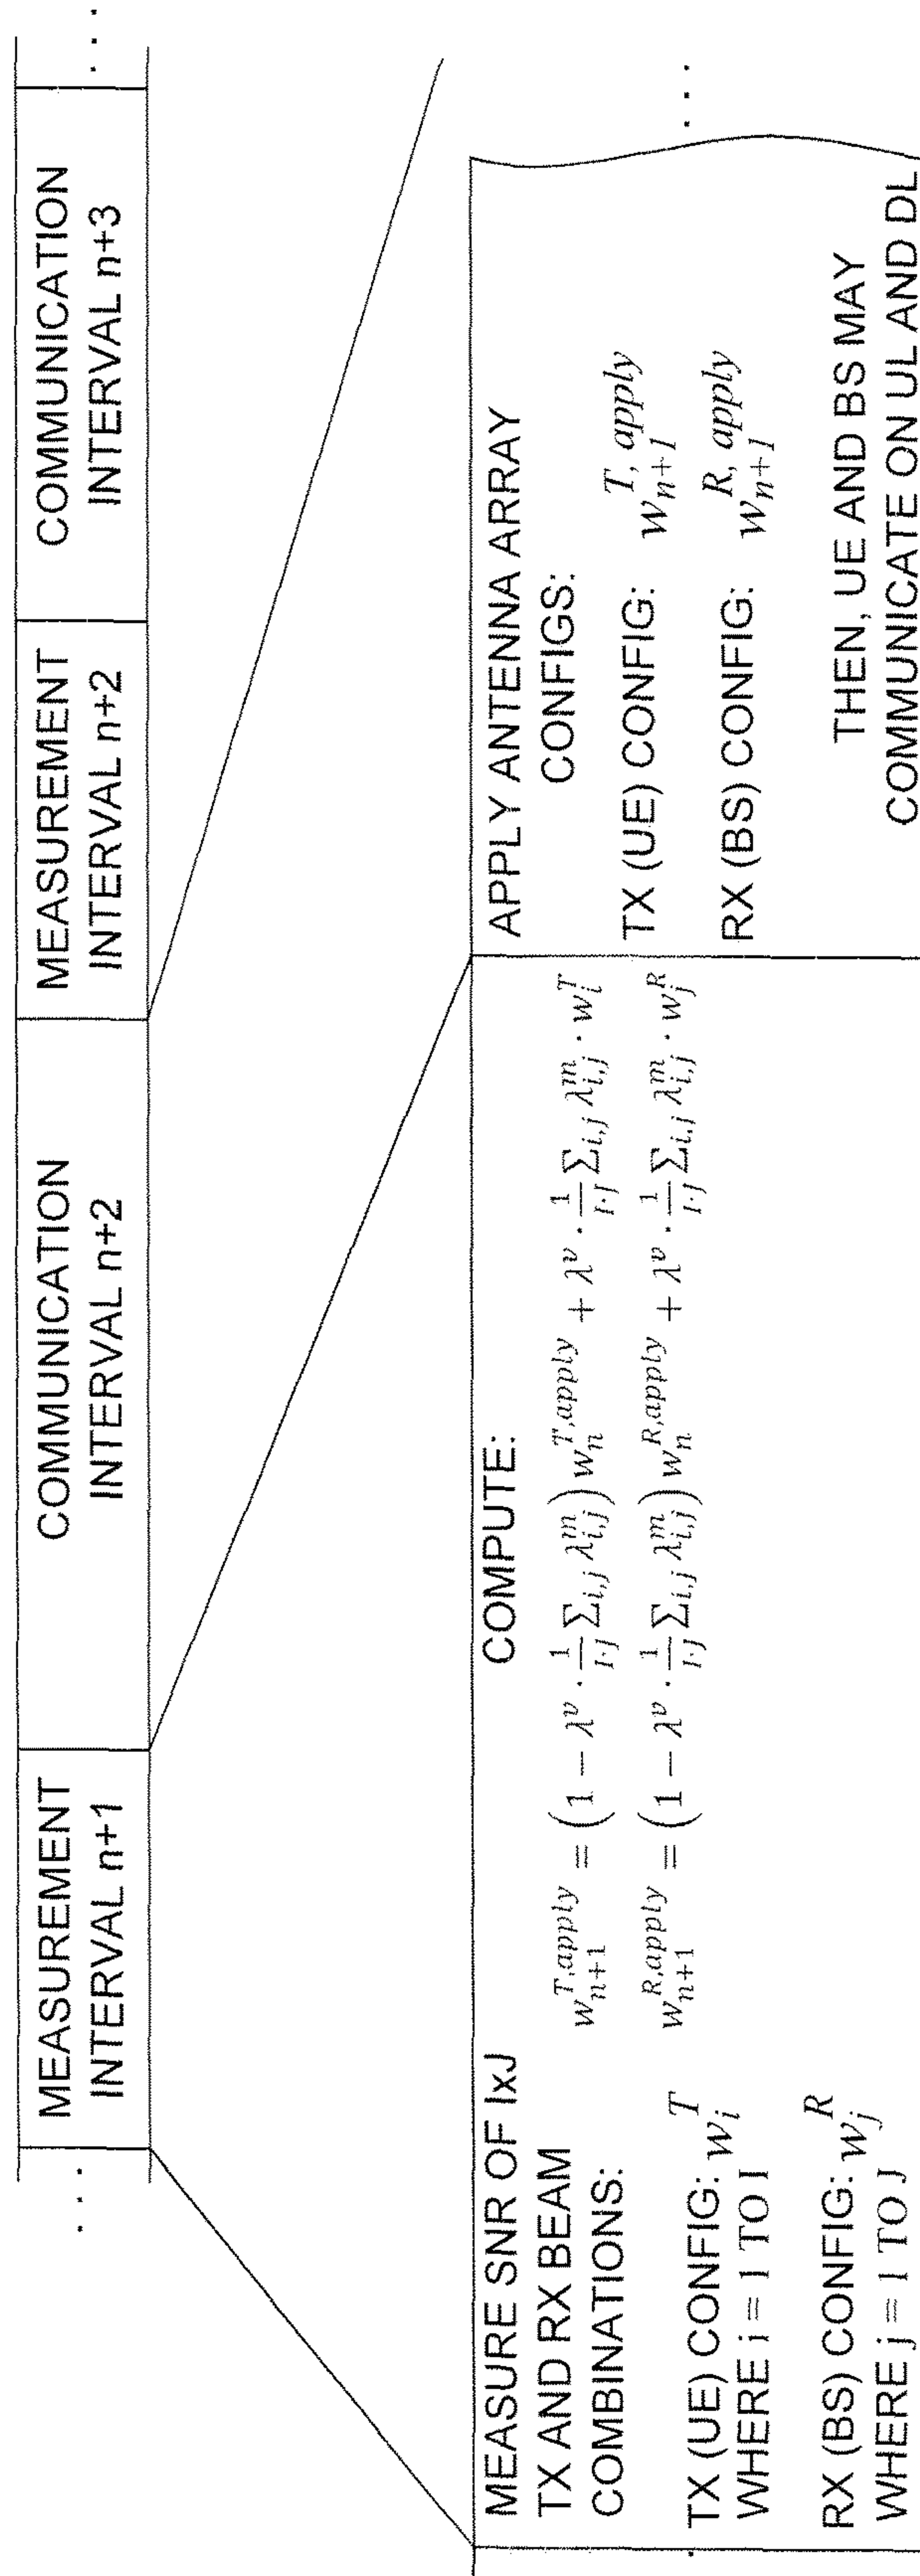 ...
MEASUREMENT
INTERVAL n+1
COMMUNICATION
INTERVAL n+2
MEASUREMENT
INTERVAL n+2
COMMUNICATION
INTERVAL n+3
...
MEASURE SNR OF IxJ
TX AND RX BEAM
COMBINATIONS:
TX (UE) CONFIG: w_i^T
WHERE i = 1 TO I
RX (BS) CONFIG: w_j^R
WHERE j = 1 TO J
COMPUTE:
w_{n+1}^{T,apply} = (1 − λ^v · \frac{1}{I·J} ∑_{i,j} λ_{i,j}^m) w_n^{T,apply} + λ^v · \frac{1}{I·J} ∑_{i,j} λ_{i,j}^m · w_i^T
w_{n+1}^{R,apply} = (1 − λ^v · \frac{1}{I·J} ∑_{i,j} λ_{i,j}^m) w_n^{R,apply} + λ^v · \frac{1}{I·J} ∑_{i,j} λ_{i,j}^m · w_j^R
APPLY ANTENNA ARRAY
CONFIGS:
TX (UE) CONFIG: w_{n+1}^{T, apply}
RX (BS) CONFIG: w_{n+1}^{R, apply}
THEN, UE AND BS MAY
COMMUNICATE ON UL AND DL
...